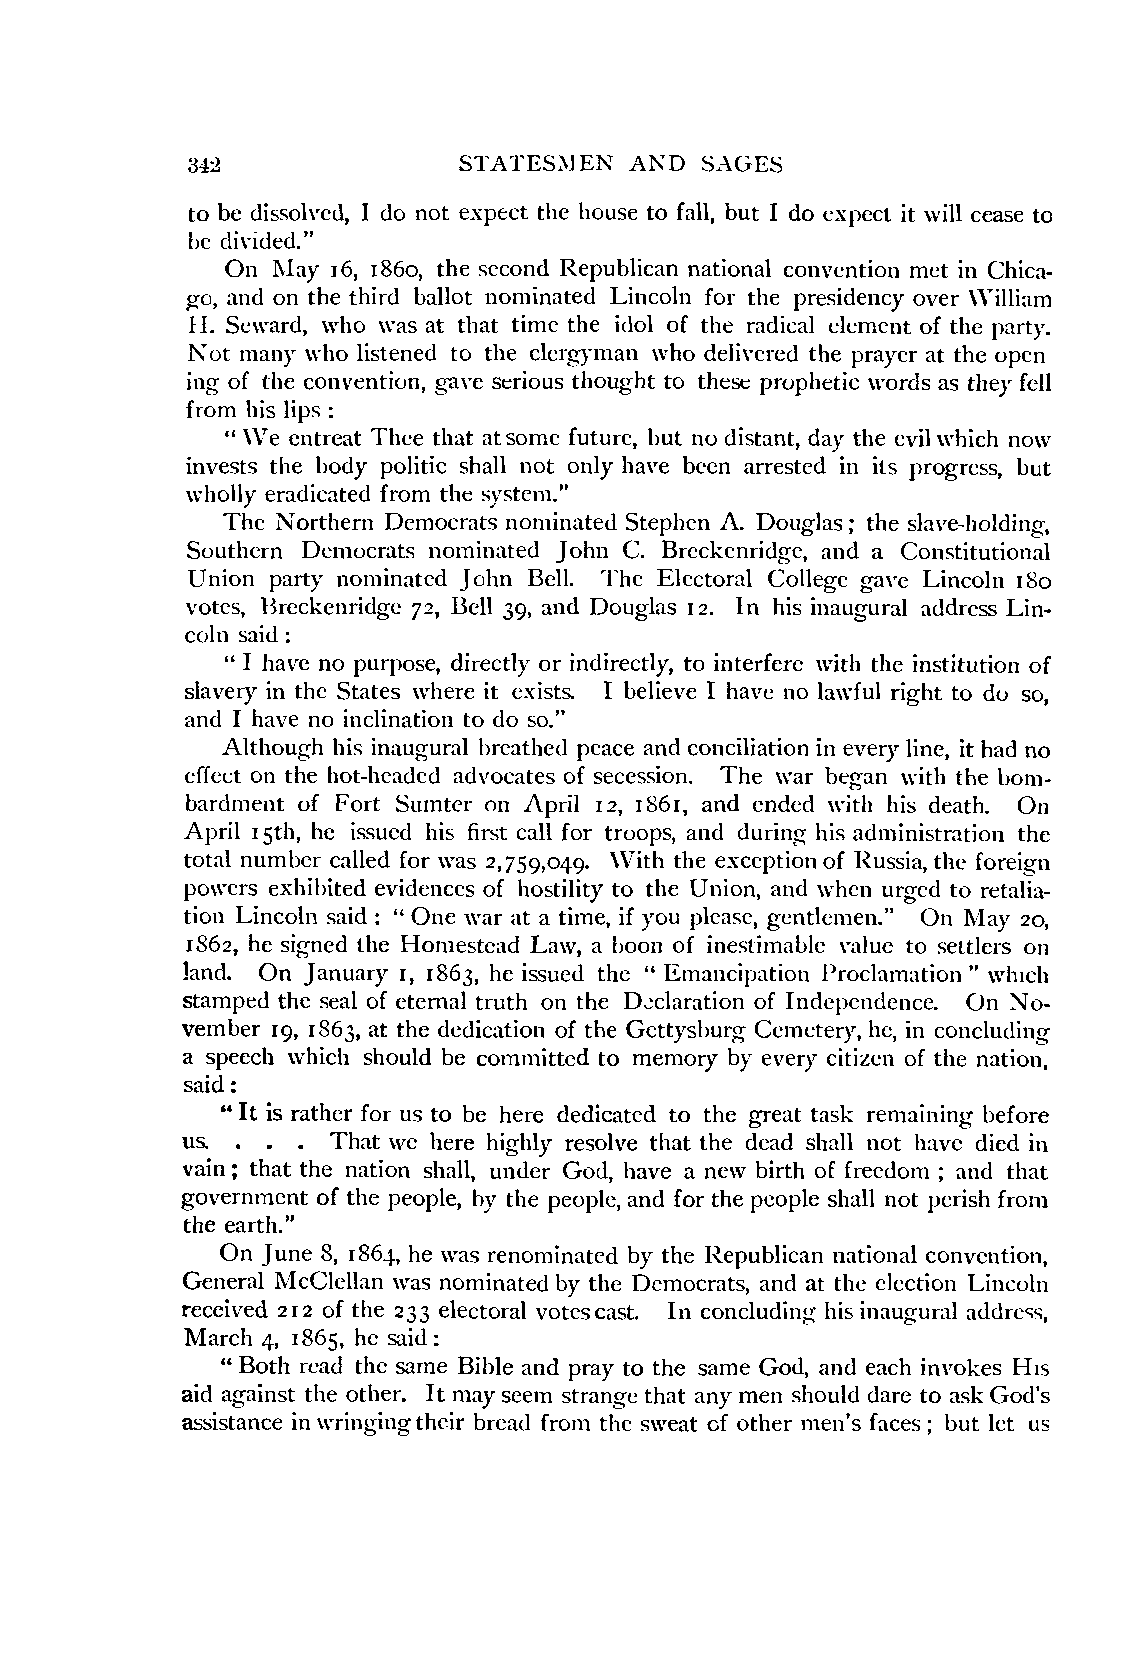 342 STATESMEN AND SAGES
to be dissolved, I do not expect the house to fall, but I do expect it will cease to
be divided."
On May 16, 1860, the second Republican national convention met in Chica-
go, and on the third ballot nominated Lincoln for the presidency over William
H. Seward, who was at that time the idol of the radical element of the party.
Not many who listened to the clergyman who delivered the prayer at the open
ing of the convention, gave serious thought to these prophetic words as they fell
from his lips :
" We entreat Thee that at some future, but no distant, day the evil which now
invests the body politic shall not only have been arrested in its progress, but
wholly eradicated from the system."
The Northern Democrats nominated Stephen A. Douglas ; the slave-holding,
Southern Democrats nominated John C. Breckenridge, and a Constitutional
Union party nominated John Bell. The Electoral College gave Lincoln 180
votes, Breckenridge 72, Bell 39, and Douglas 12. In his inaugural address Lin-
coln said :
" I have no purpose, directly or indirectly, to interfere with the institution of
slavery in the States where it exists. I believe I have no lawful right to do so,
and I have no inclination to do so."
Although his inaugural breathed peace and conciliation in every line, it had no
effect on the hot-headed advocates of secession. The war began with the bom-
bardment of Fort Sumter on April 12, 1861, and ended with his death. On
April 15th, he issued his first call for troops, and during his administration the
total number called for was 2,759,049. With the exception of Russia, the foreign
powers exhibited evidences of hostility to the Union, and when urged to retalia-
tion Lincoln said : " One war at a time, if you please, gentlemen." On May 20,
1862, he signed the Homestead Law, a boon of inestimable value to settlers on
land. On January 1, 1863, he issued the " Emancipation Proclamation " which
stamped the seal of eternal truth on the Declaration of Independence. On No-
vember 19, 1863, at the dedication of the Gettysburg Cemetery, he, in concluding
a speech which should be committed to memory by every citizen of the nation,
said :
" It is rather for us to be here dedicated to the great task remaining before
us. . . . That we here highly resolve that the dead shall not have died in
vain ; that the nation shall, under God, have a new birth of freedom ; and that
government of the people, by the people, and for the people shall not perish from
the earth."
On June 8, 1864, he was renominated by the Republican national convention,
General McClellan was nominated by the Democrats, and at the election Lincoln
received 212 of the 233 electoral votes cast. In concluding his inaugural address,
March 4, 1865, he said :
" Both read the same Bible and pray to the same God, and each invokes His
aid against the other. It may seem strange that any men should dare to ask God's
assistance in wringing their bread from the sweat of other men's faces ; but let us